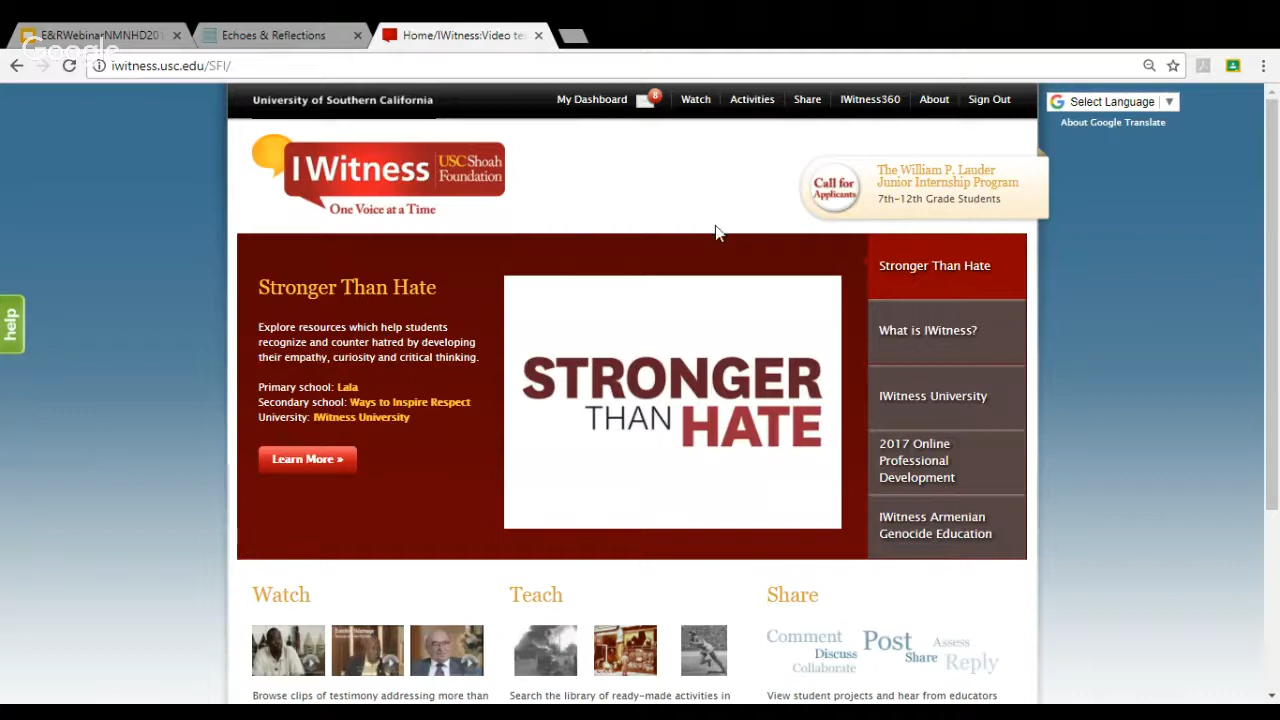 E&RWebinarNMNHD201
Echoes & Reflections
Home/IWitness:Video te
Google
iwitness.usc.edu/SFI/
University of Southern California
My Dashboard
8
Watch
Activities
Share
IWitness360
About
Sign Out
Select Language
About Google Translate
IWitness
USC Shoah
Foundation
One Voice at a Time
Call for
Applicants
The William P. Lauder
Junior Internship Program
7th-12th Grade Students
help
Stronger Than Hate
Explore resources which help students
recognize and counter hatred by developing
their empathy, curiosity and critical thinking.
Primary school: Lala
Secondary school: Ways to Inspire Respect
University: IWitness University
Learn More »
STRONGER
THAN HATE
Stronger Than Hate
What is IWitness?
IWitness University
2017 Online
Professional
Development
IWitness Armenian
Genocide Education
Watch
Teach
Share
Comment
Post
Assess
Discuss
Share
Collaborate
Reply
Browse clips of testimony addressing more than
Search the library of ready-made activities in
View student projects and hear from educators